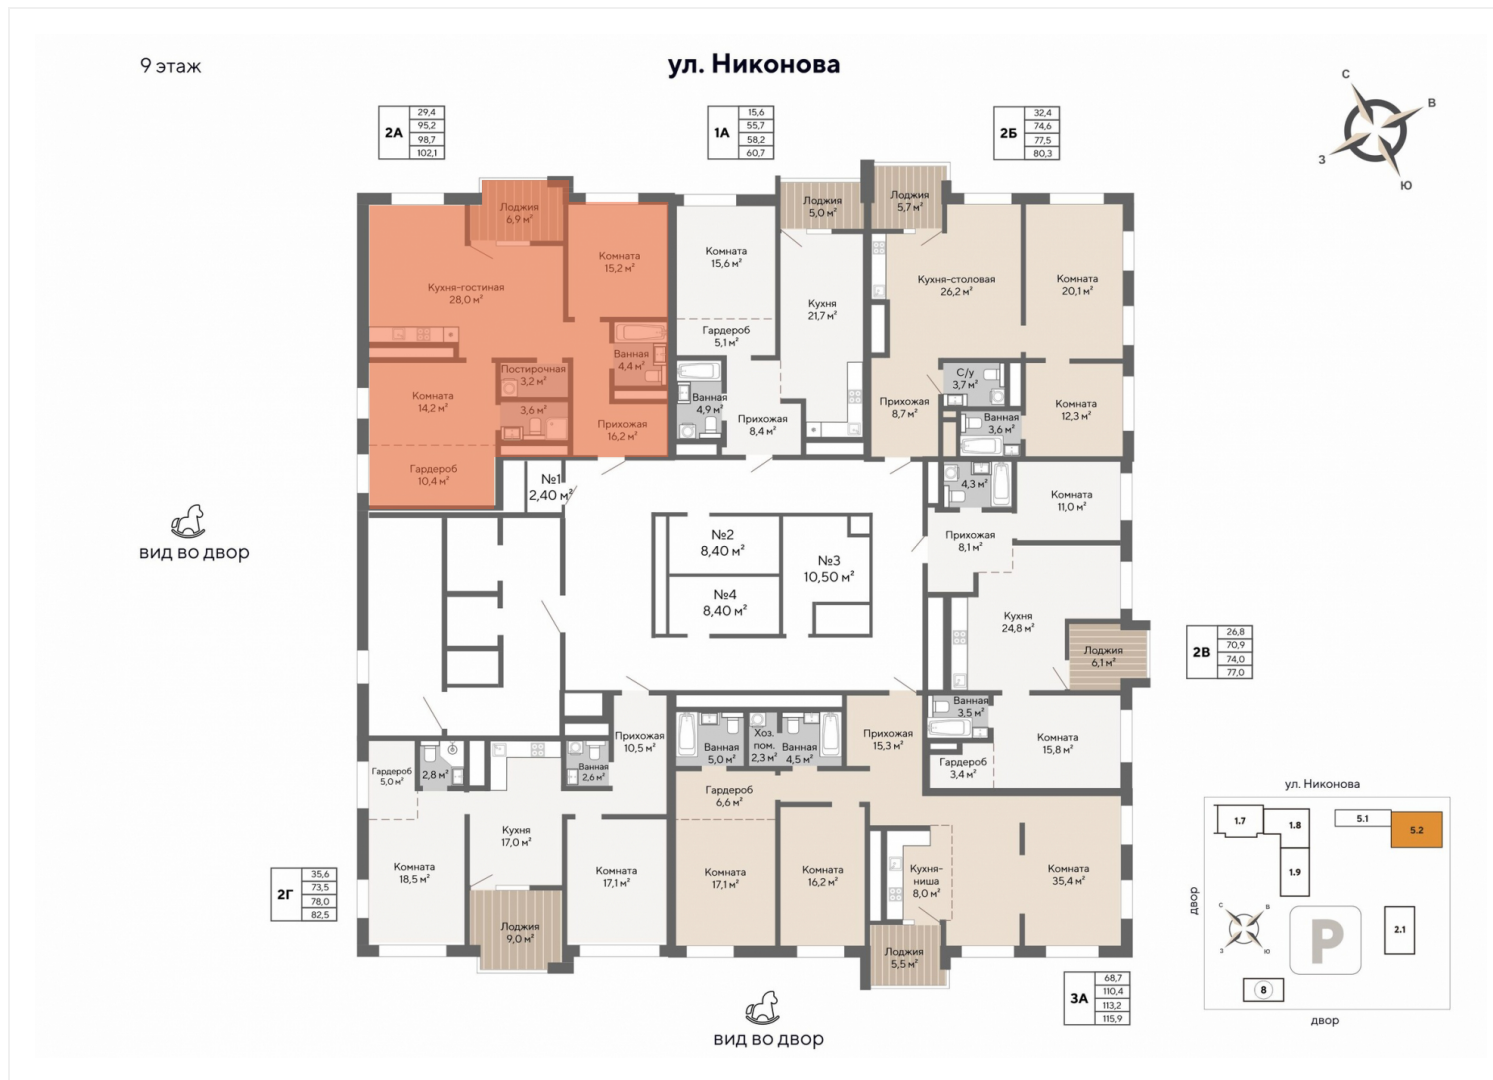 9 этаж
ул. Никонова
2А
29,4
95,2
98,7
102,1
1А
15,6
55,7
58,2
60,7
2Б
32,4
74,6
77,5
80,3
С
В
З
Ю
Лоджия
6,9 м²
Комната
15,2 м²
Кухня-гостиная
28,0 м²
Ванная
4,4 м²
Постирочная
3,2 м²
3,6 м²
Комната
14,2 м²
Прихожая
16,2 м²
Гардероб
10,4 м²
Комната
15,6 м²
Гардероб
5,1 м²
Лоджия
5,0 м²
Кухня
21,7 м²
Ванная
4,9 м²
Прихожая
8,4 м²
Лоджия
5,7 м²
Кухня-столовая
26,2 м²
Комната
20,1 м²
С/у
3,7 м²
Прихожая
8,7 м²
Ванная
3,6 м²
Комната
12,3 м²
№1
2,40 м²
№2
8,40 м²
№3
10,50 м²
№4
8,40 м²
4,3 м²
Комната
11,0 м²
Прихожая
8,1 м²
Кухня
24,8 м²
Лоджия
6,1 м²
Ванная
3,5 м²
Комната
15,8 м²
Гардероб
3,4 м²
2В
26,8
70,9
74,0
77,0
вид во двор
Прихожая
10,5 м²
Гардероб
5,0 м²
2,8 м²
Ванная
2,6 м²
Кухня
17,0 м²
Комната
18,5 м²
Комната
17,1 м²
Лоджия
9,0 м²
2Г
35,6
73,5
78,0
82,5
Ванная
5,0 м²
Хоз.
пом.
2,3 м²
Ванная
4,5 м²
Прихожая
15,3 м²
Гардероб
6,6 м²
Комната
17,1 м²
Комната
16,2 м²
Кухня-
ниша
8,0 м²
Комната
35,4 м²
Лоджия
5,5 м²
3А
68,7
110,4
113,2
115,9
вид во двор
ул. Никонова
1.7
1.8
5.1
5.2
1.9
двор
С
В
З
Ю
P
2.1
8
двор